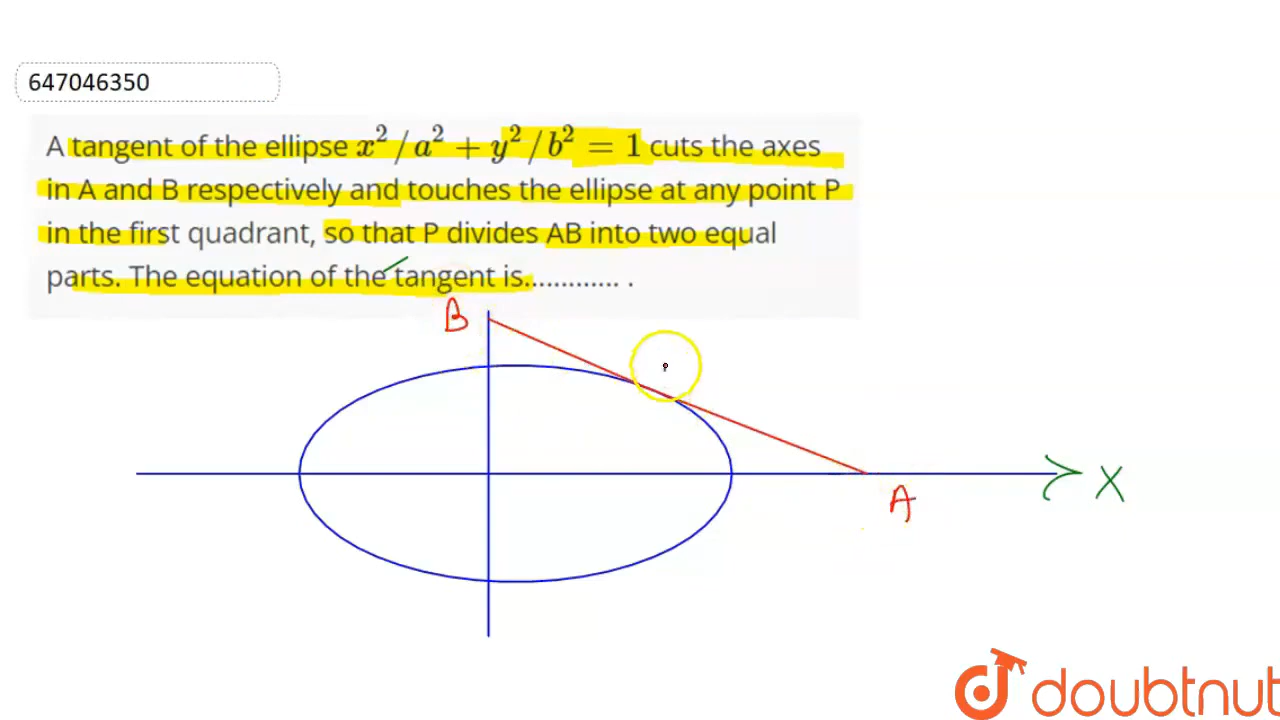 647046350
A tangent of the ellipse x²/a² + y²/b² = 1 cuts the axes
in A and B respectively and touches the ellipse at any point P
in the first quadrant, so that P divides AB into two equal
parts. The equation of the tangent is............. .
B
A
X
doubtnut